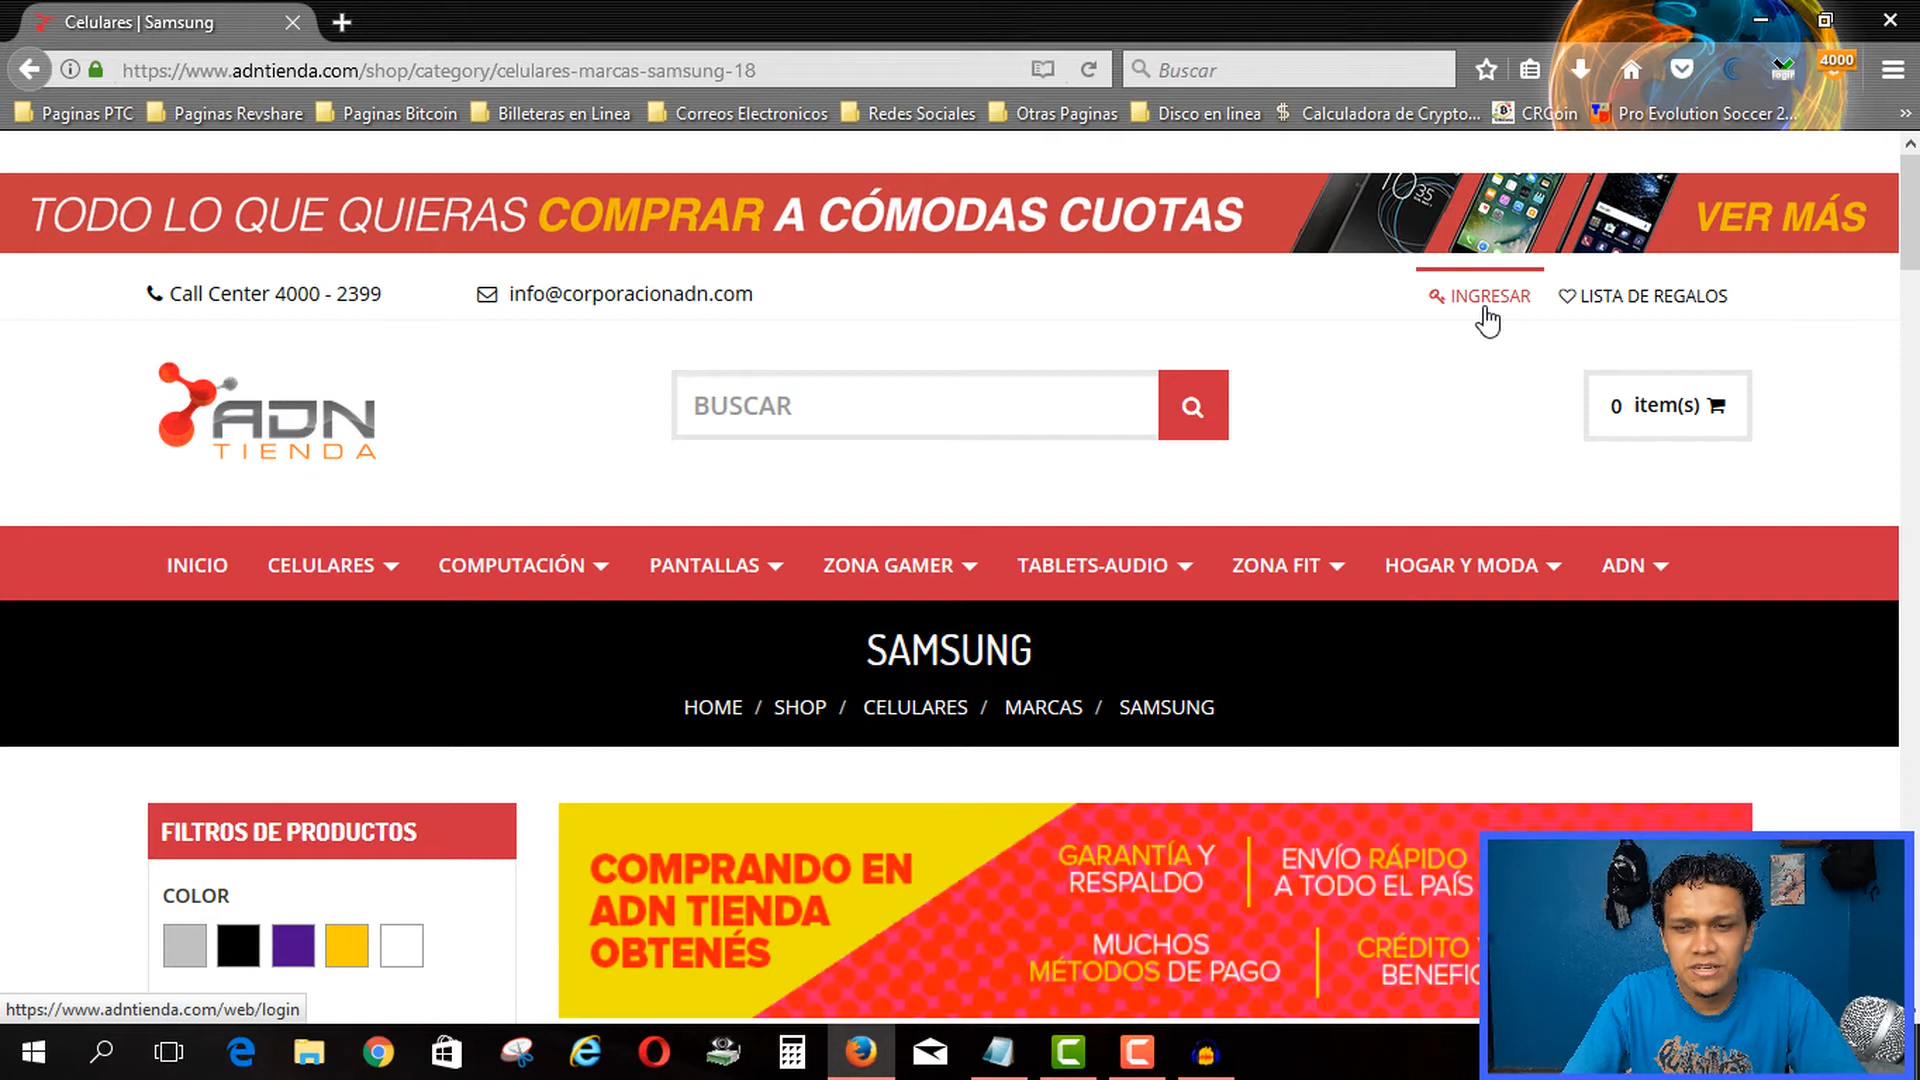 Celulares | Samsung
https://www.adntienda.com/shop/category/celulares-marcas-samsung-18
Buscar
4000
login
Paginas PTC
Paginas Revshare
Paginas Bitcoin
Billeteras en Linea
Correos Electronicos
Redes Sociales
Otras Paginas
Disco en linea
Calculadora de Crypto...
CRCoin
Pro Evolution Soccer 2...
TODO LO QUE QUIERAS COMPRAR A CÓMODAS CUOTAS
VER MÁS
Call Center 4000 - 2399
info@corporacionadn.com
INGRESAR
LISTA DE REGALOS
ADN
TIENDA
BUSCAR
0 item(s)
INICIO
CELULARES
COMPUTACIÓN
PANTALLAS
ZONA GAMER
TABLETS-AUDIO
ZONA FIT
HOGAR Y MODA
ADN
SAMSUNG
HOME / SHOP / CELULARES / MARCAS / SAMSUNG
FILTROS DE PRODUCTOS
COLOR
COMPRANDO EN
ADN TIENDA
OBTENÉS
GARANTÍA Y
RESPALDO
ENVÍO RÁPIDO
A TODO EL PAÍS
MUCHOS
MÉTODOS DE PAGO
CRÉDITO
BENEFI
https://www.adntienda.com/web/login